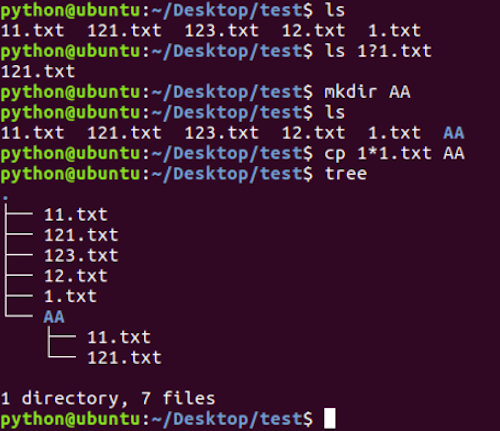 python@ubuntu:~/Desktop/test$ ls
11.txt  121.txt  123.txt  12.txt  1.txt
python@ubuntu:~/Desktop/test$ ls 1?1.txt
121.txt
python@ubuntu:~/Desktop/test$ mkdir AA
python@ubuntu:~/Desktop/test$ ls
11.txt  121.txt  123.txt  12.txt  1.txt  AA
python@ubuntu:~/Desktop/test$ cp 1*1.txt AA
python@ubuntu:~/Desktop/test$ tree
.
├── 11.txt
├── 121.txt
├── 123.txt
├── 12.txt
├── 1.txt
└── AA
    ├── 11.txt
    └── 121.txt
1 directory, 7 files
python@ubuntu:~/Desktop/test$